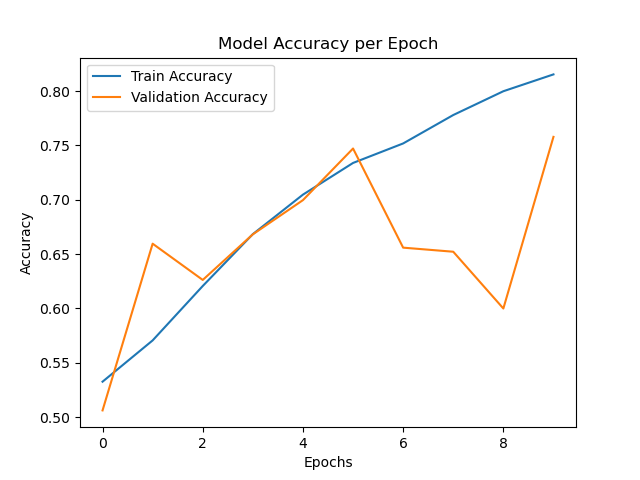 Model Accuracy per Epoch
Train Accuracy
Validation Accuracy
0.80
0.75
0.70
0.65
0.60
0.55
0.50
Accuracy
0 2 4 6 8
Epochs